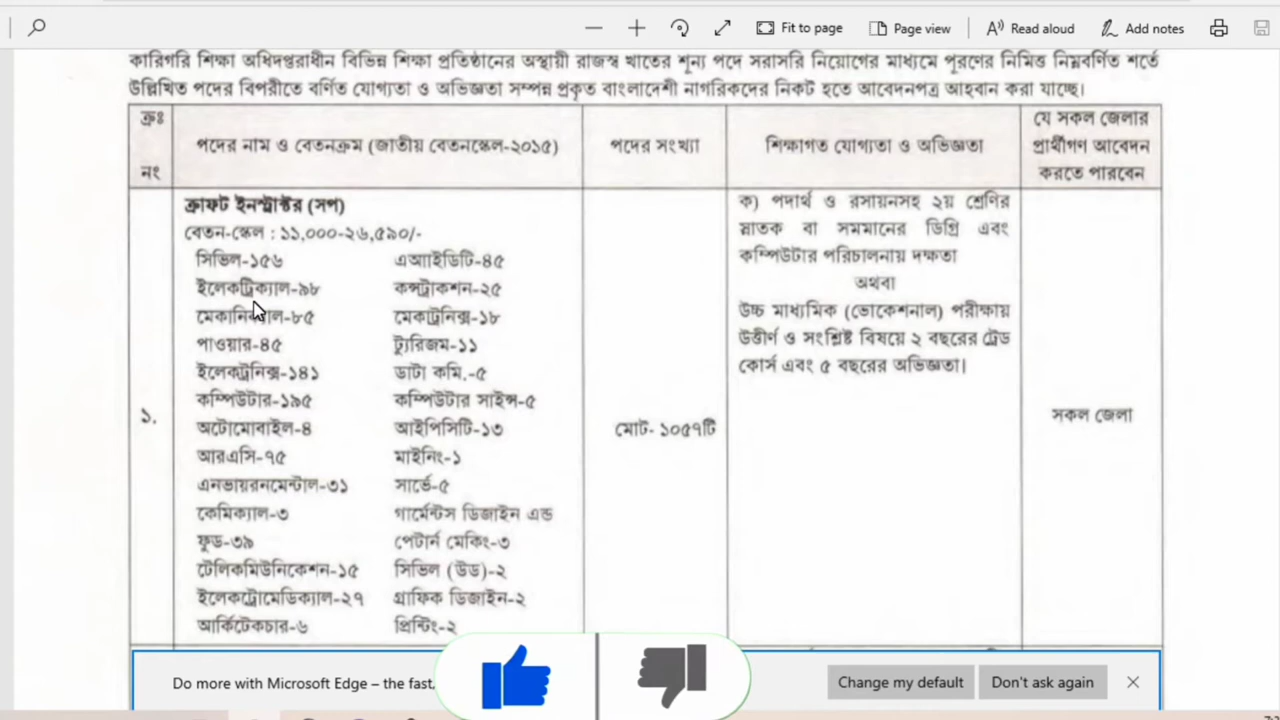 Fit to page
Page view
Read aloud
Add notes
কারিগরি শিক্ষা অধিদপ্তরাধীন বিভিন্ন শিক্ষা প্রতিষ্ঠানের অস্থায়ী রাজস্ব খাতের শূন্য পদে সরাসরি নিয়োগের মাধ্যমে পূরণের নিমিত্ত নিম্নবর্ণিত শর্তে
উল্লিখিত পদের বিপরীতে বর্ণিত যোগ্যতা ও অভিজ্ঞতা সম্পন্ন প্রকৃত বাংলাদেশী নাগরিকদের নিকট হতে আবেদনপত্র আহবান করা যাচ্ছে।
ক্রঃ
নং
পদের নাম ও বেতনক্রম (জাতীয় বেতনস্কেল-২০১৫)
পদের সংখ্যা
শিক্ষাগত যোগ্যতা ও অভিজ্ঞতা
যে সকল জেলার
প্রার্থীগণ আবেদন
করতে পারবেন
১.
ক্রাফট ইনস্ট্রাক্টর (সপ)
বেতন-স্কেল : ১১,০০০-২৬,৫৯০/-
সিভিল-১৫৬
ইলেকট্রিক্যাল-৯৮
মেকানিক্যাল-৮৫
পাওয়ার-৪৫
ইলেকট্রনিক্স-১৪১
কম্পিউটার-১৯৫
অটোমোবাইল-৪
আরএসি-৭৫
এনভায়রনমেন্টাল-৩১
কেমিক্যাল-৩
ফুড-৩৯
টেলিকমিউনিকেশন-১৫
ইলেকট্রোমেডিক্যাল-২৭
আর্কিটেকচার-৬
এআইডিটি-৪৫
কন্সট্রাকশন-২৫
মেকাট্রনিক্স-১৮
ট্যুরিজম-১১
ডাটা কমি.-৫
কম্পিউটার সাইন্স-৫
আইপিসিটি-১৩
মাইনিং-১
সার্ভে-৫
গার্মেন্টস ডিজাইন এন্ড
পেটার্ন মেকিং-৩
সিভিল (উড)-২
গ্রাফিক ডিজাইন-২
প্রিন্টিং-২
মোট- ১০৫৭টি
ক) পদার্থ ও রসায়নসহ ২য় শ্রেণির
স্নাতক বা সমমানের ডিগ্রি এবং
কম্পিউটার পরিচালনায় দক্ষতা
অথবা
উচ্চ মাধ্যমিক (ভোকেশনাল) পরীক্ষায়
উত্তীর্ণ ও সংশ্লিষ্ট বিষয়ে ২ বছরের ট্রেড
কোর্স এবং ৫ বছরের অভিজ্ঞতা।
সকল জেলা
Do more with Microsoft Edge – the fast,
Change my default
Don't ask again